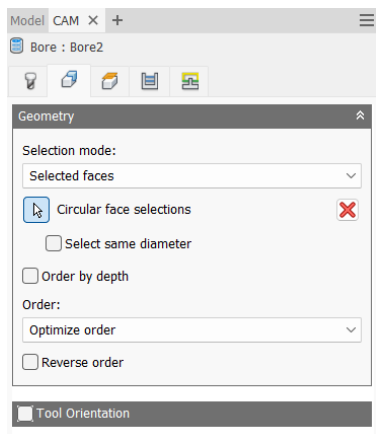 Model CAM
Bore : Bore2
Geometry
Selection mode:
Selected faces
Circular face selections
Select same diameter
Order by depth
Order:
Optimize order
Reverse order
Tool Orientation